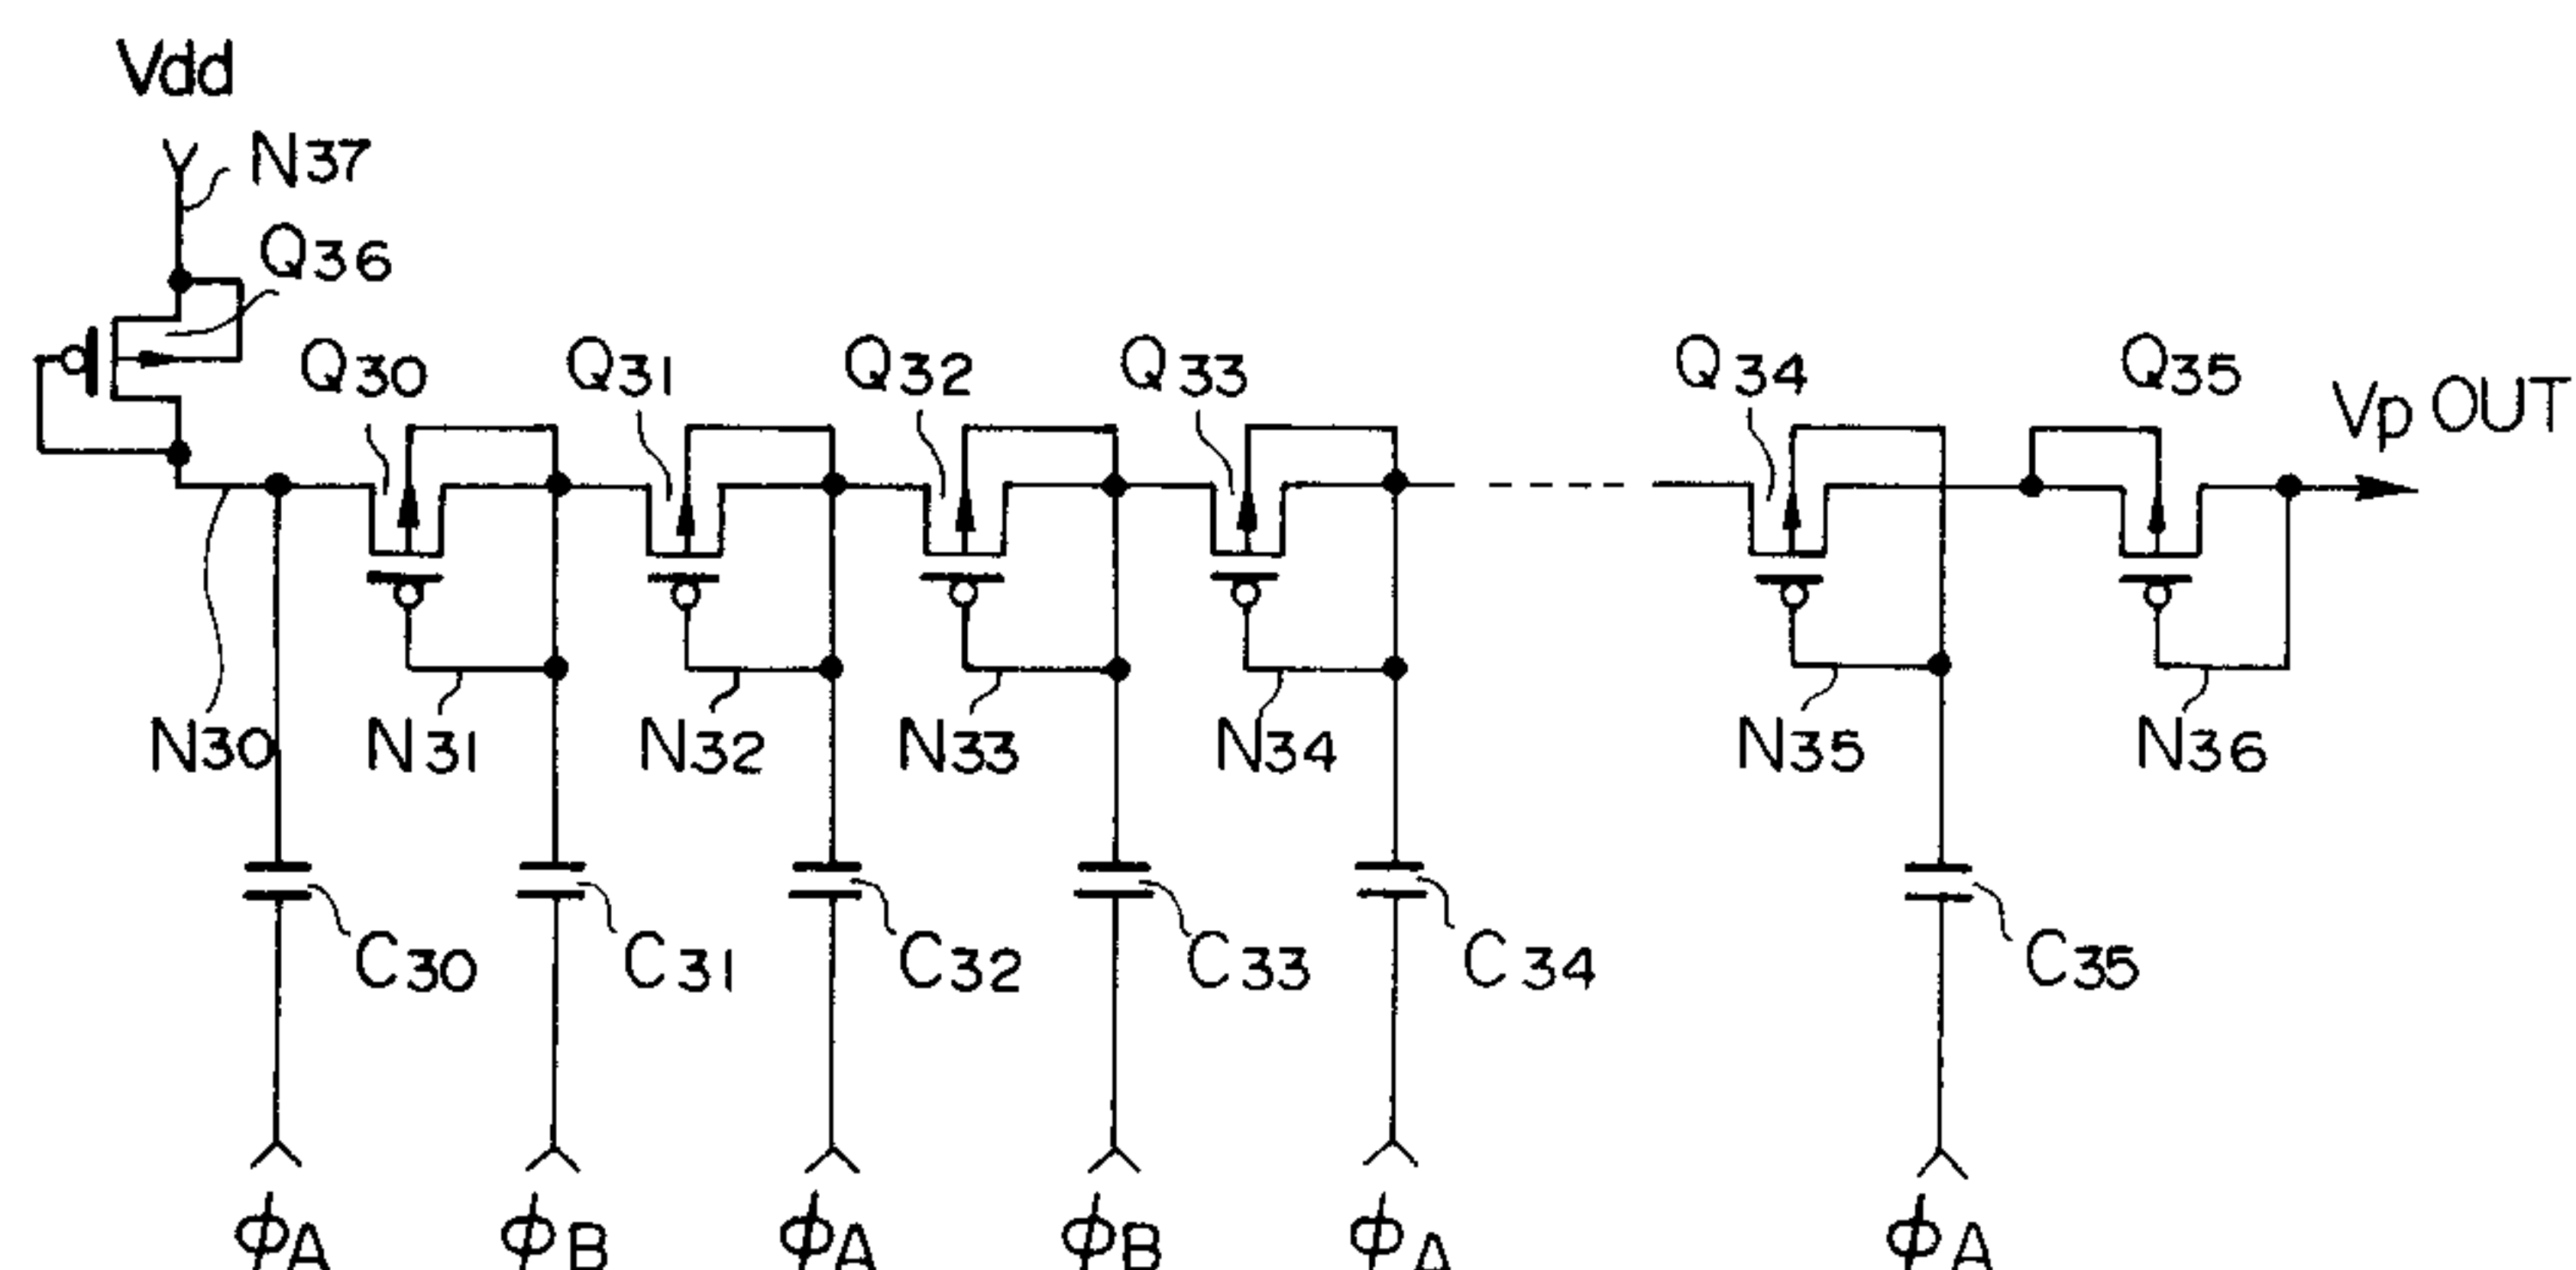 Vdd
N37
Q36
Q30 Q31 Q32 Q33 Q34 Q35 Vp OUT
N30 N31 N32 N33 N34 N35 N36
C30 C31 C32 C33 C34 C35
ϕA ϕB ϕA ϕB ϕA ϕA